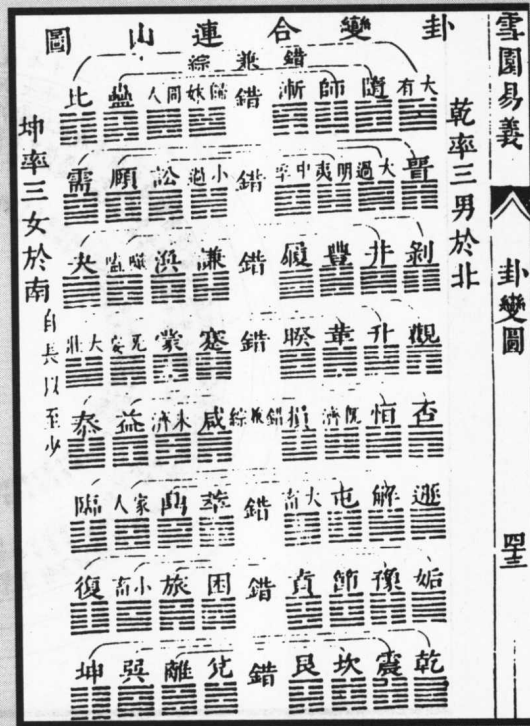 雪園易義
卦變圖
四十三
卦變合連山圖
乾率三男於北
錯兼綜
大有 隨 師 漸 錯 歸妹 同人 蠱 比
晉 大過 明夷 中孚 錯 小過 訟 頤 需
剝 井 豐 履 錯 謙 渙 噬嗑 夬
觀 升 革 睽 錯 蹇 蒙 无妄 大壯
否 恒 既濟 損 錯兼綜 咸 未濟 益 泰
遯 解 屯 大畜 錯 萃 鼎 家人 臨
姤 豫 節 賁 錯 困 旅 小畜 復
乾 震 坎 艮 錯 兌 離 巽 坤
坤率三女於南
自長以至少